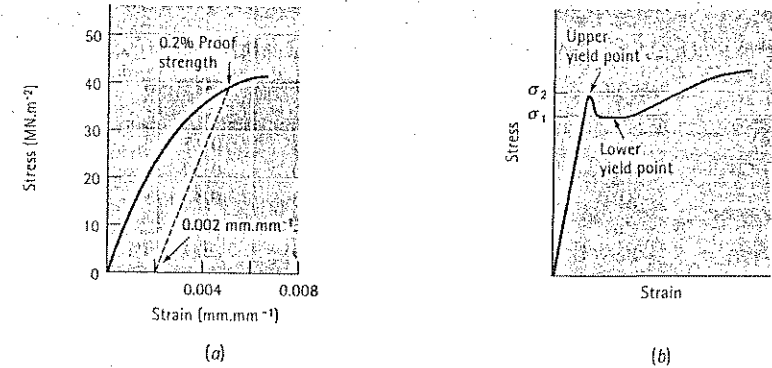 50
40
30
20
10
0
Stress (MN.m⁻²)
0.2% Proof
strength
0.002 mm.mm⁻¹
0.004
0.008
Strain (mm.mm⁻¹)
(a)
Upper
yield point
σ₂
σ₁
Stress
Lower
yield point
Strain
(b)